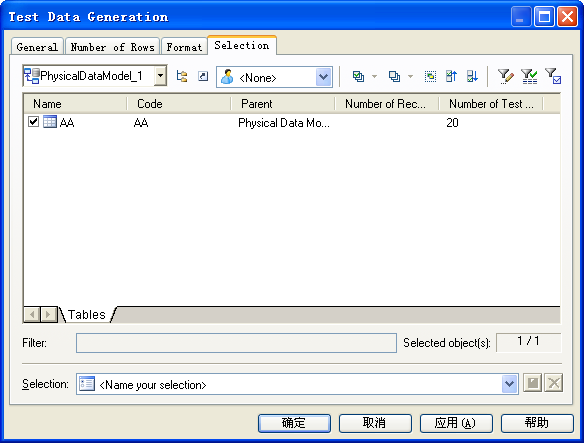 Test Data Generation
General Number of Rows Format Selection
PhysicalDataModel_1 <None>
Name Code Parent Number of Rec... Number of Test ...
AA AA Physical Data Mo... 20
Tables
Filter: Selected object(s): 1 / 1
Selection: <Name your selection>
确定 取消 应用(A) 帮助